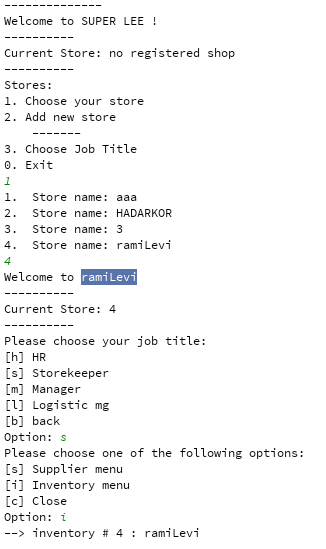 --------------
Welcome to SUPER LEE !
----------
Current Store: no registered shop
----------
Stores:
1. Choose your store
2. Add new store
    -------
3. Choose Job Title
0. Exit
1
1.  Store name: aaa
2.  Store name: HADARKOR
3.  Store name: 3
4.  Store name: ramiLevi
4
Welcome to ramiLevi
----------
Current Store: 4
----------
Please choose your job title:
[h] HR
[s] Storekeeper
[m] Manager
[l] Logistic mg
[b] back
Option: s
Please choose one of the following options:
[s] Supplier menu
[i] Inventory menu
[c] Close
Option: i
--> inventory # 4 : ramiLevi